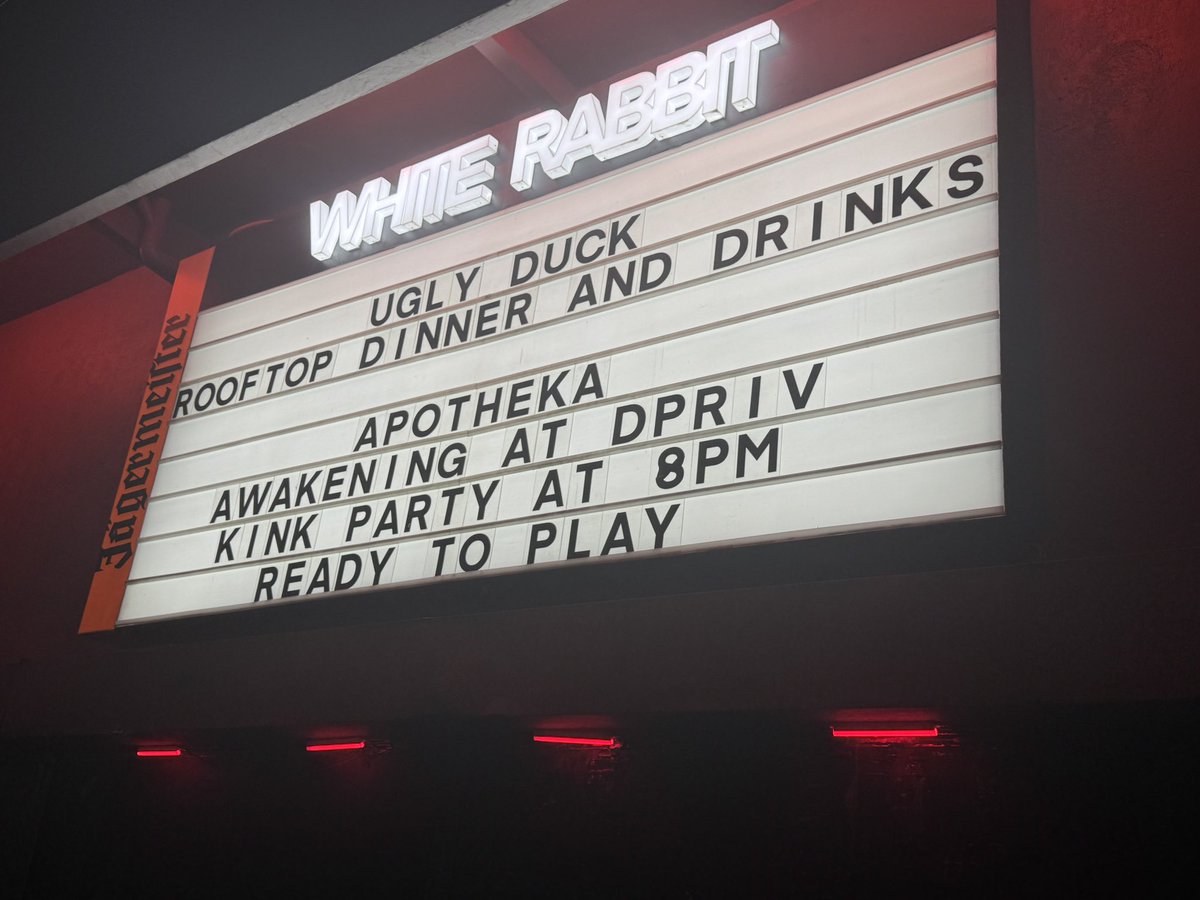 WHITE RABBIT
UGLY DUCK
ROOFTOP DINNER AND DRINKS
APOTHEKA
AWAKENING AT DPRIV
KINK PARTY AT 8PM
READY TO PLAY
Jägermeister